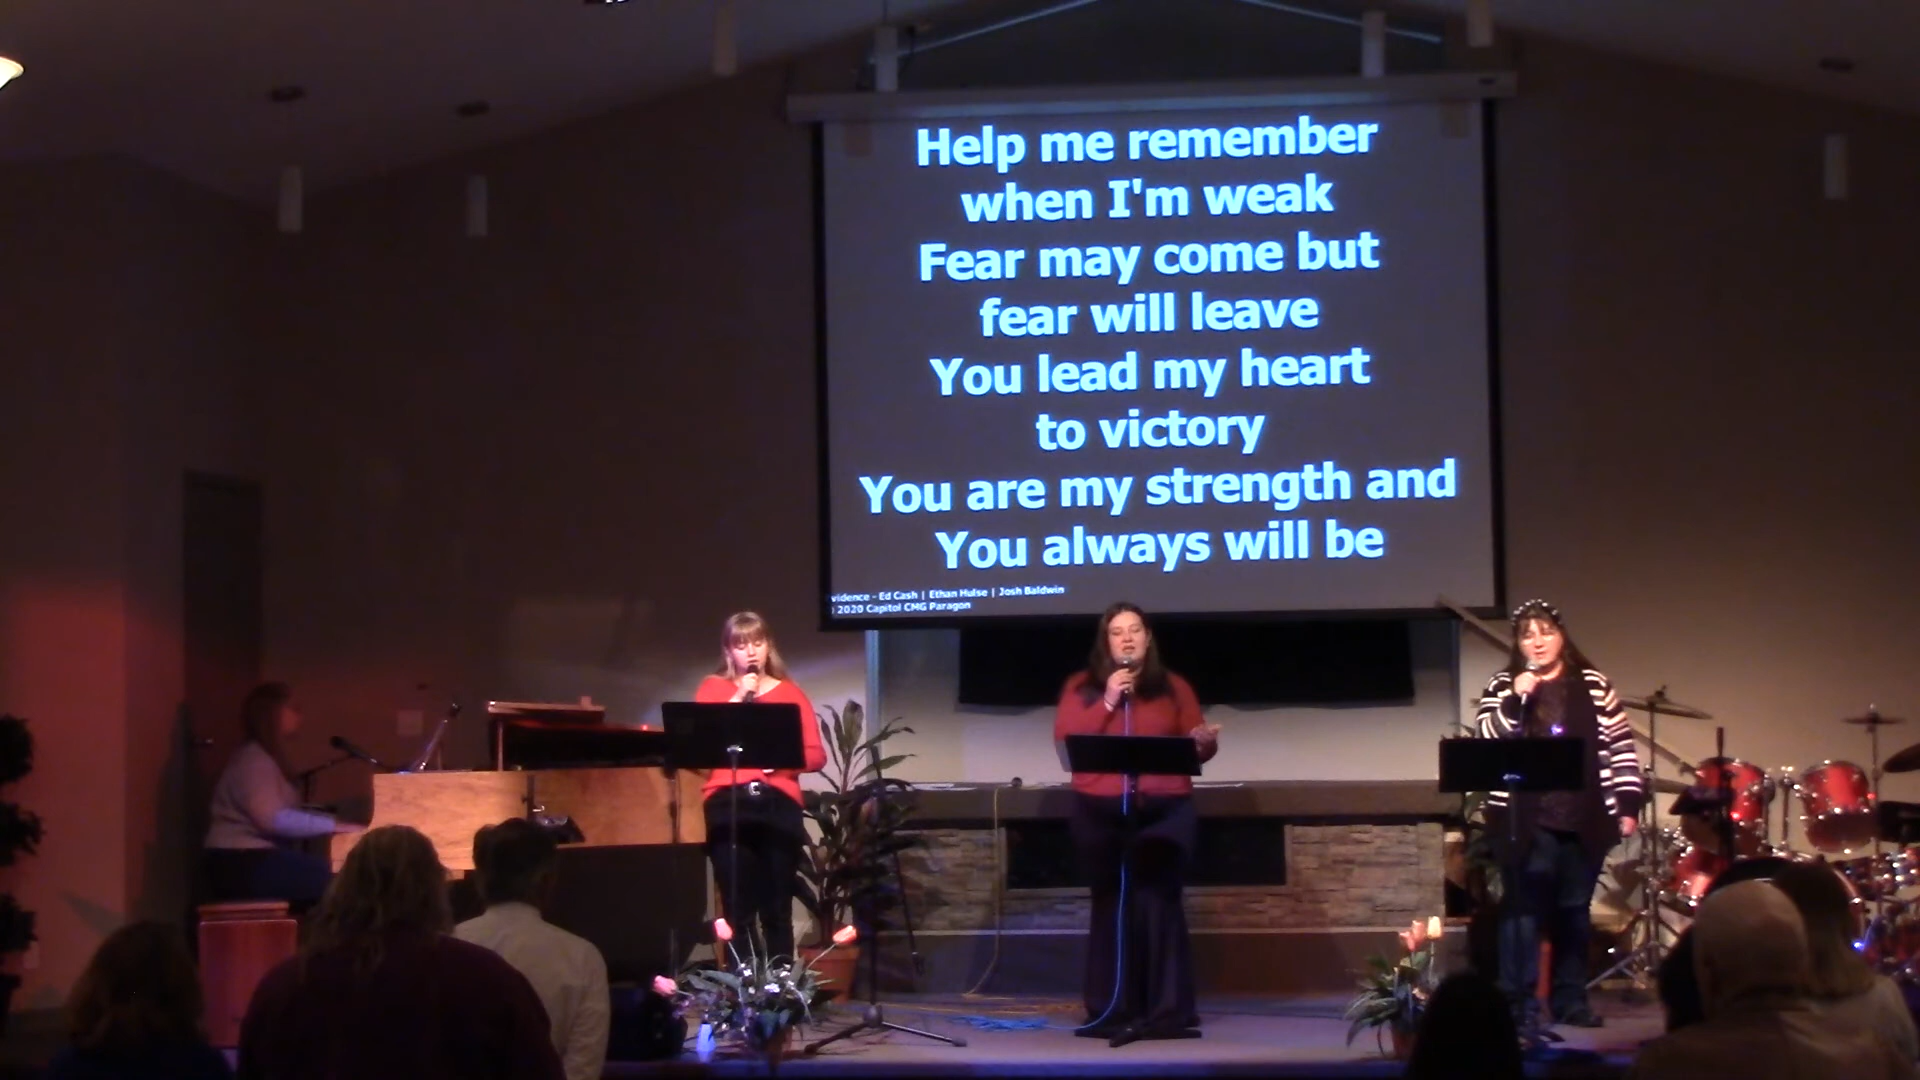 Help me remember
when I'm weak
Fear may come but
fear will leave
You lead my heart
to victory
You are my strength and
You always will be
vidence - Ed Cash | Ethan Hulse | Josh Baldwin
2020 Capitol CMG Paragon